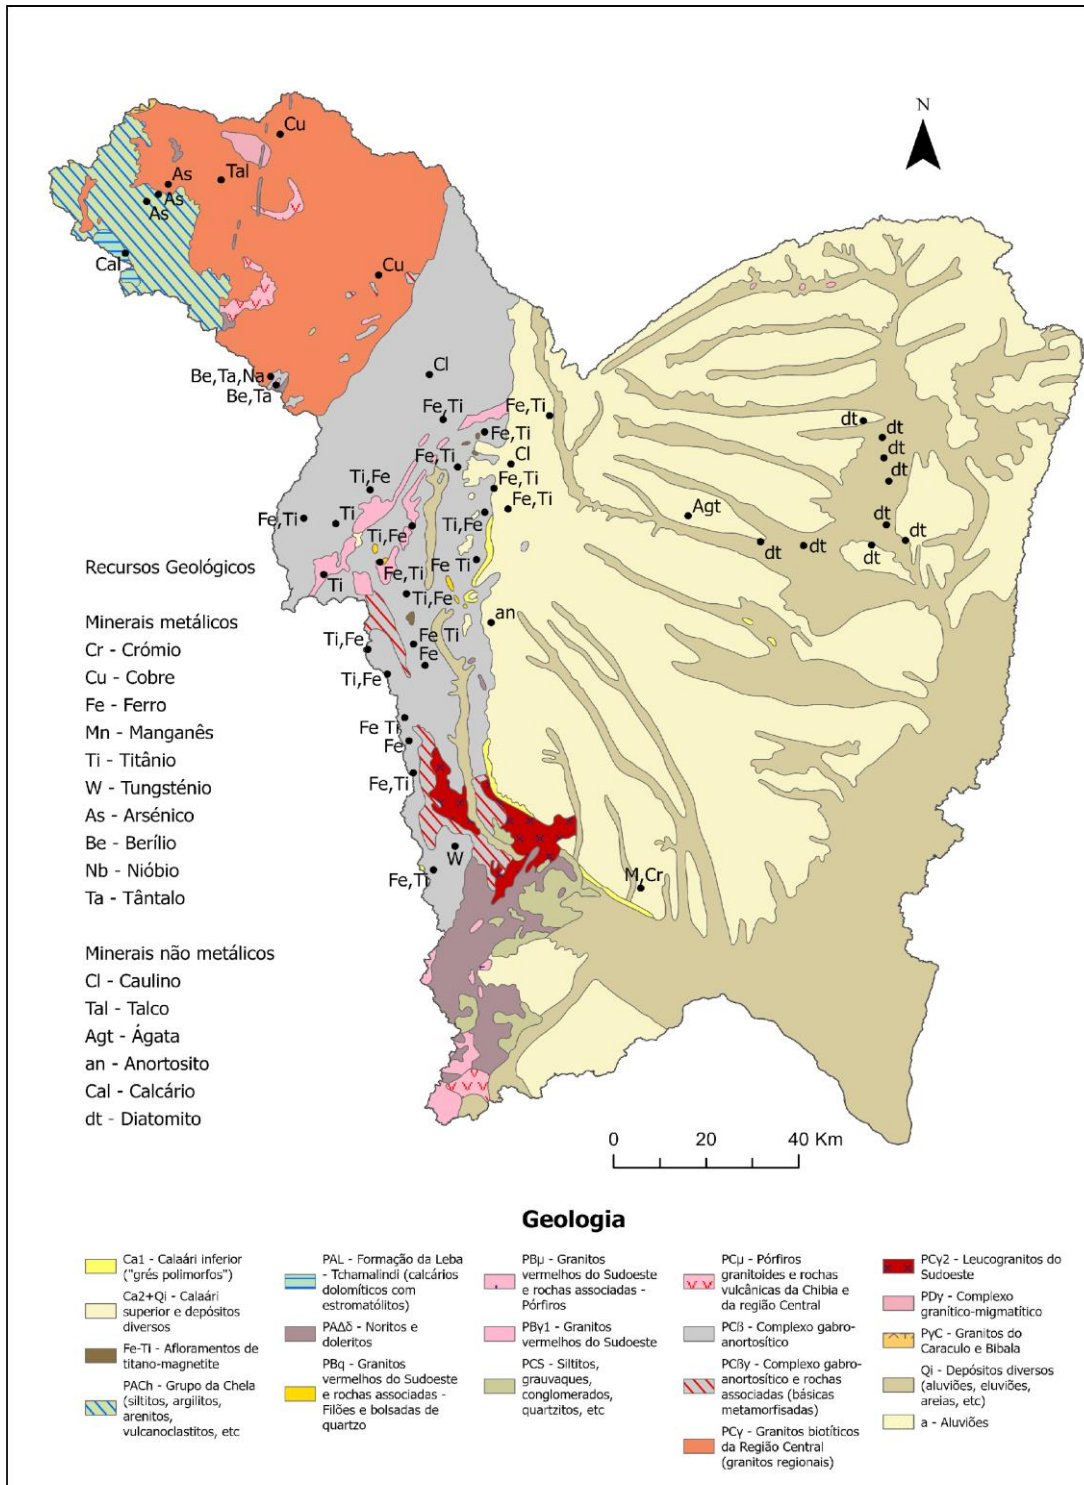 N
Cu
Tal
As
As
As
Cal
Cu
Be,Ta,Na
Be,Ta
Cl
Fe,Ti
Fe,Ti
Fe,Ti
Fe,Ti
Cl
Fe,Ti
Fe,Ti
Ti,Fe
Fe,Ti
Ti
Ti,Fe
Ti,Fe
Fe Ti
Fe,Ti
Ti
Ti,Fe
an
Ti,Fe
Fe Ti
Fe
Ti,Fe
Fe Ti
Fe
Fe,Ti
W
Fe,Ti
M,Cr
Agt
dt
dt
dt
dt
dt
dt
dt
dt
dt
Recursos Geológicos
Minerais metálicos
Cr - Crómio
Cu - Cobre
Fe - Ferro
Mn - Manganês
Ti - Titânio
W - Tungsténio
As - Arsénico
Be - Berílio
Nb - Nióbio
Ta - Tântalo
Minerais não metálicos
Cl - Caulino
Tal - Talco
Agt - Ágata
an - Anortosito
Cal - Calcário
dt - Diatomito
0 20 40 Km
Geologia
Ca1 - Calaári inferior
("grés polimorfos")
Ca2+Qi - Calaári
superior e depósitos
diversos
Fe-Ti - Afloramentos de
titano-magnetite
PACh - Grupo da Chela
(siltitos, argilitos,
arenitos,
vulcanoclastitos, etc
PAL - Formação da Leba
- Tchamalindi (calcários
dolomíticos com
estromatólitos)
PAΔδ - Noritos e
doleritos
PBq - Granitos
vermelhos do Sudoeste
e rochas associadas -
Filões e bolsadas de
quartzo
PBµ - Granitos
vermelhos do Sudoeste
e rochas associadas -
Pórfiros
PBγ1 - Granitos
vermelhos do Sudoeste
PCS - Siltitos,
grauvaques,
conglomerados,
quartzitos, etc
PCµ - Pórfiros
granitoides e rochas
vulcânicas da Chibia e
da região Central
PCß - Complexo gabro-
anortosítico
PCßy - Complexo gabro-
anortosítico e rochas
associadas (básicas
metamorfisadas)
PCγ - Granitos biotíticos
da Região Central
(granitos regionais)
PCγ2 - Leucogranitos do
Sudoeste
PDy - Complexo
granítico-migmatítico
PγC - Granitos do
Caraculo e Bibala
Qi - Depósitos diversos
(aluviões, eluviões,
areias, etc)
a - Aluviões